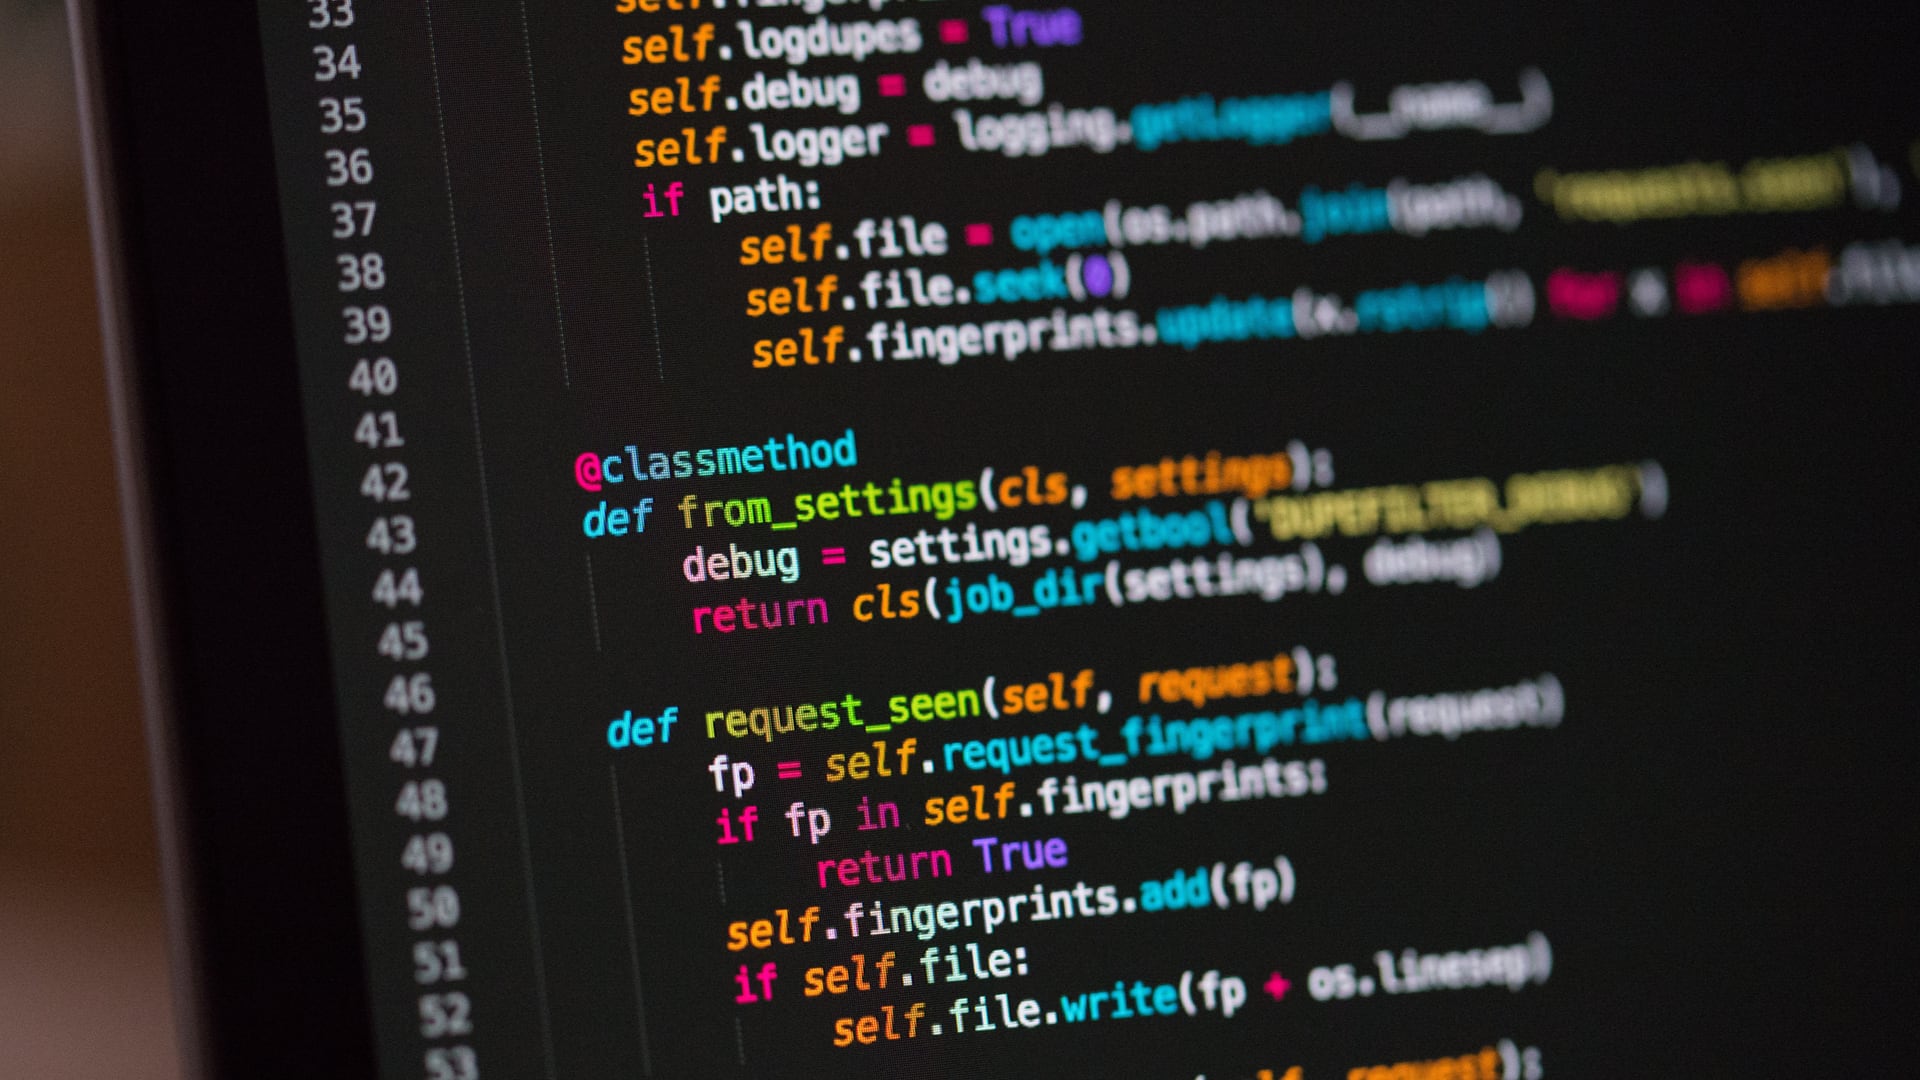 33 self.fingerpri
34 self.logdupes = True
35 self.debug = debug
36 self.logger = logging.getLogger(__name__)
37 if path:
38 self.file = open(os.path.join(path, 'requests.seen'),
39 self.file.seek(0)
40 self.fingerprints.update(x.rstrip() for x in self.file
41
42 @classmethod
43 def from_settings(cls, settings):
44 debug = settings.getbool('DUPEFILTER_DEBUG')
45 return cls(job_dir(settings), debug)
46
47 def request_seen(self, request):
48 fp = self.request_fingerprint(request)
49 if fp in self.fingerprints:
50 return True
51 self.fingerprints.add(fp)
52 if self.file:
53 self.file.write(fp + os.linesep)
(self, request):